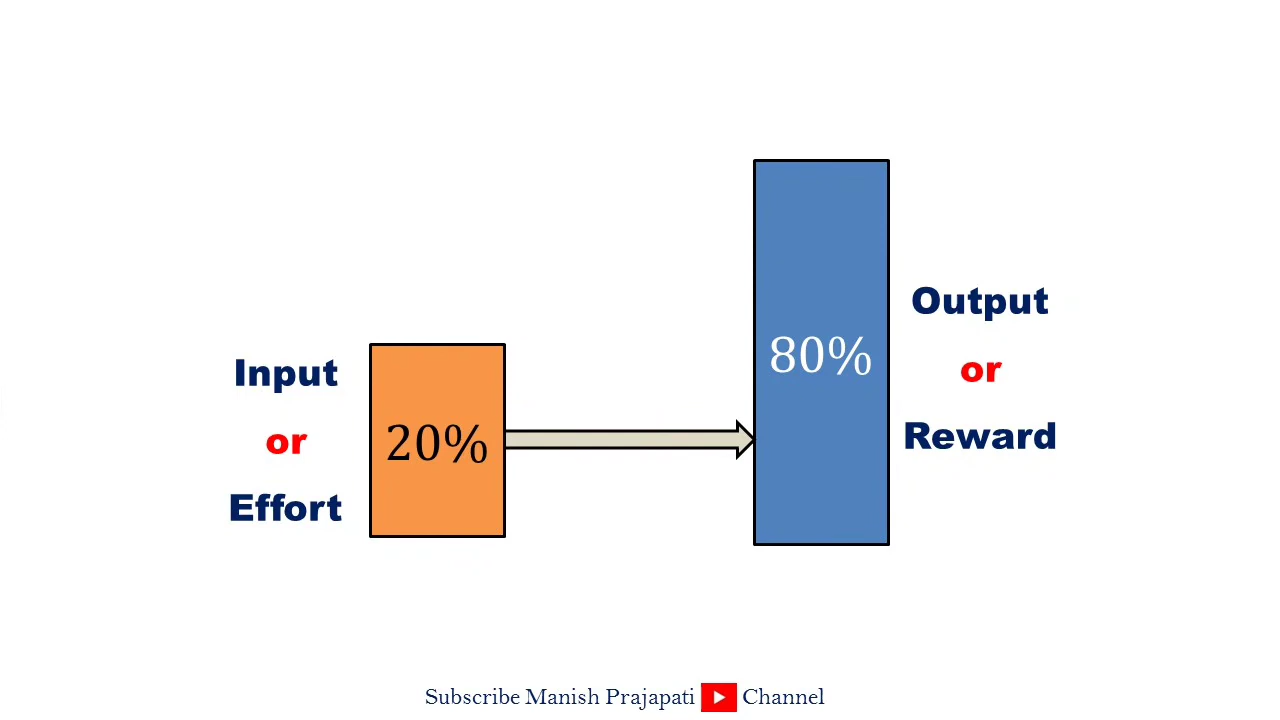 Input
or
Effort
20%
80%
Output
or
Reward
Subscribe Manish Prajapati Channel